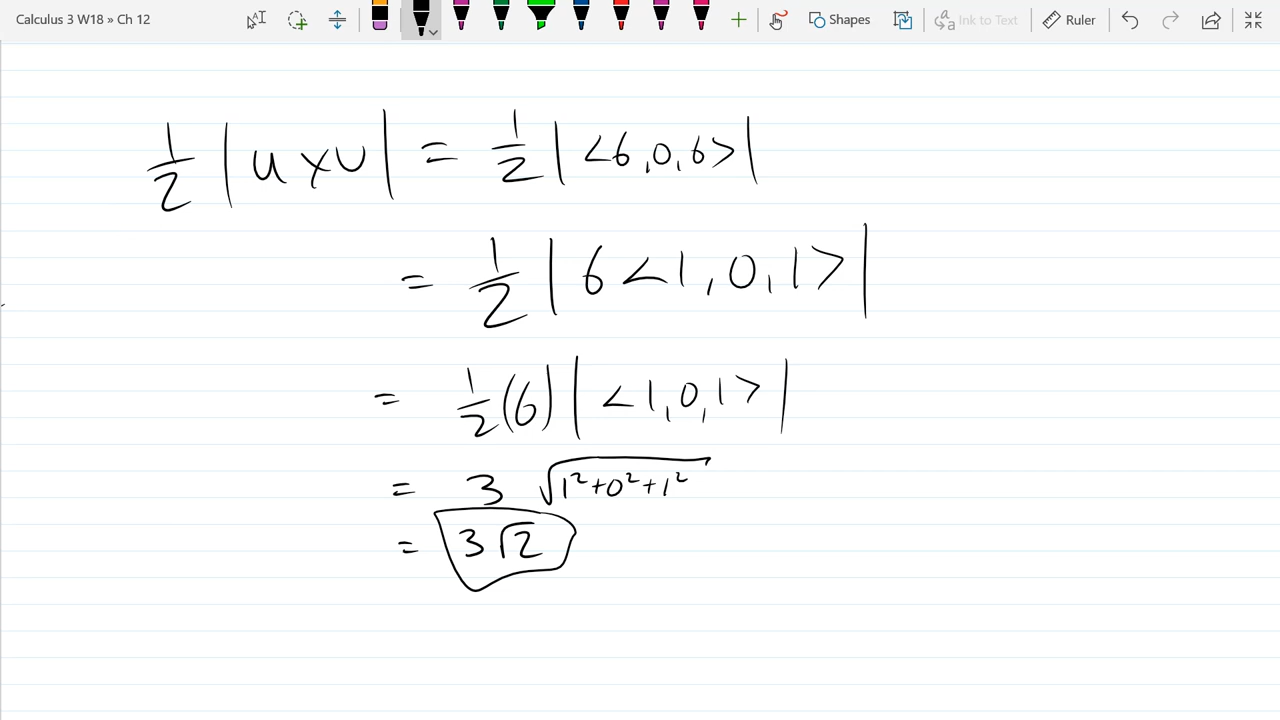 Calculus 3 W18 » Ch 12
Shapes
Ink to Text
Ruler
1/2 |u x v| = 1/2 |<6,0,6>|
= 1/2 |6<1,0,1>|
= 1/2 (6) |<1,0,1>|
= 3 √(1²+0²+1²)
= 3√2